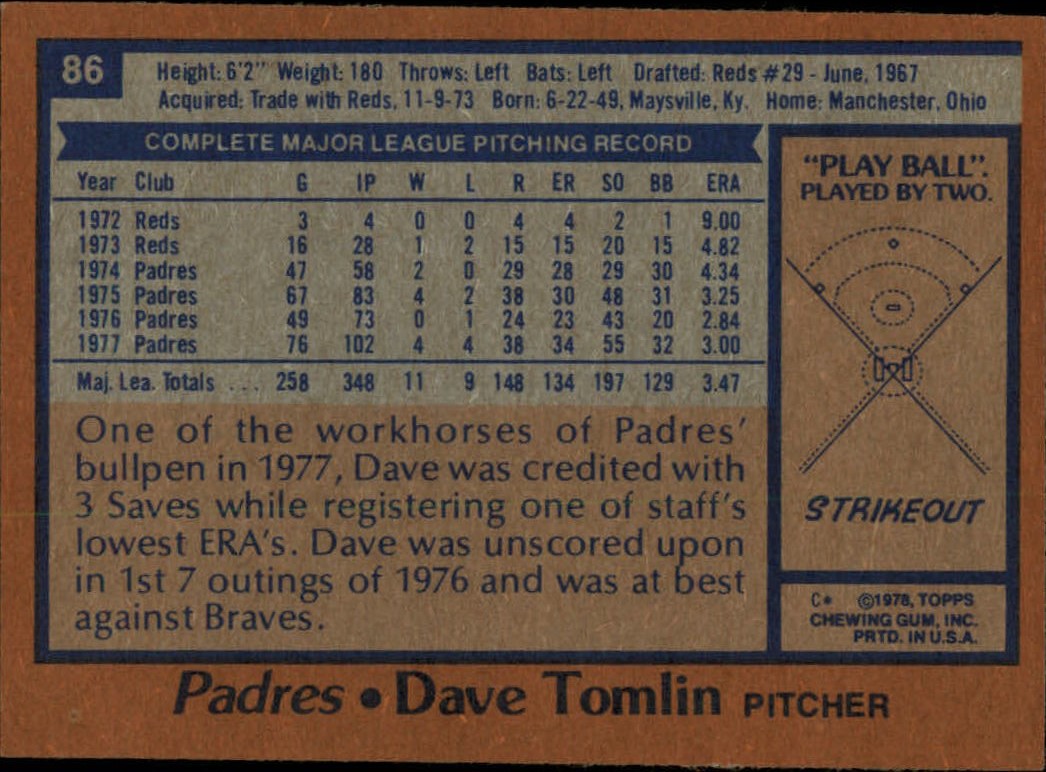 86
Height: 6'2" Weight: 180 Throws: Left Bats: Left Drafted: Reds #29 - June, 1967
Acquired: Trade with Reds, 11-9-73 Born: 6-22-49, Maysville, Ky. Home: Manchester, Ohio
COMPLETE MAJOR LEAGUE PITCHING RECORD
Year Club G IP W L R ER SO BB ERA
1972 Reds 3 4 0 0 4 4 2 1 9.00
1973 Reds 16 28 1 2 15 15 20 15 4.82
1974 Padres 47 58 2 0 29 28 29 30 4.34
1975 Padres 67 83 4 2 38 30 48 31 3.25
1976 Padres 49 73 0 1 24 23 43 20 2.84
1977 Padres 76 102 4 4 38 34 55 32 3.00
Maj. Lea. Totals ... 258 348 11 9 148 134 197 129 3.47
One of the workhorses of Padres'
bullpen in 1977, Dave was credited with
3 Saves while registering one of staff's
lowest ERA's. Dave was unscored upon
in 1st 7 outings of 1976 and was at best
against Braves.
"PLAY BALL".
PLAYED BY TWO.
STRIKEOUT
C* ©1978, TOPPS
CHEWING GUM, INC.
PRTD. IN U.S.A.
Padres • Dave Tomlin PITCHER